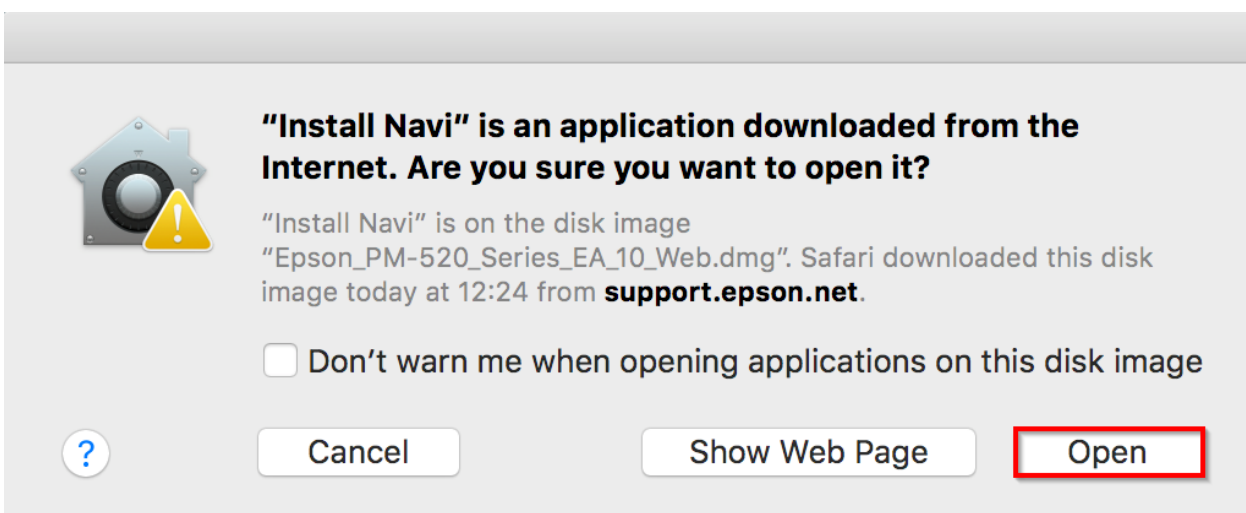 “Install Navi” is an application downloaded from the
Internet. Are you sure you want to open it?
“Install Navi” is on the disk image
“Epson_PM-520_Series_EA_10_Web.dmg”. Safari downloaded this disk
image today at 12:24 from support.epson.net.
Don’t warn me when opening applications on this disk image
?
Cancel
Show Web Page
Open